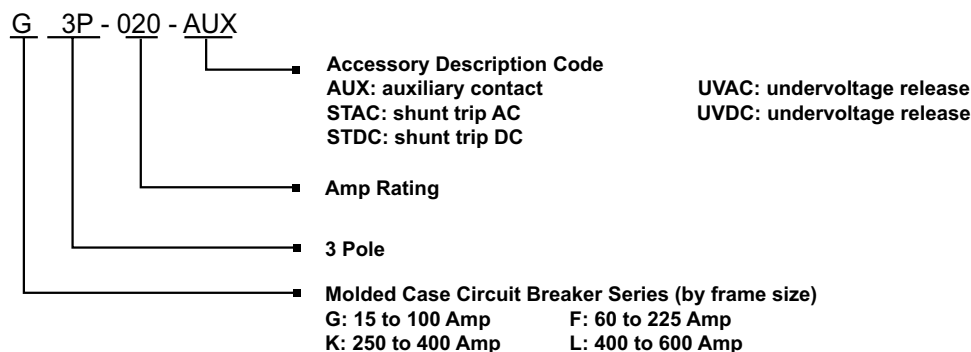 G 3P - 020 - AUX
Accessory Description Code
AUX: auxiliary contact UVAC: undervoltage release
STAC: shunt trip AC UVDC: undervoltage release
STDC: shunt trip DC
Amp Rating
3 Pole
Molded Case Circuit Breaker Series (by frame size)
G: 15 to 100 Amp F: 60 to 225 Amp
K: 250 to 400 Amp L: 400 to 600 Amp